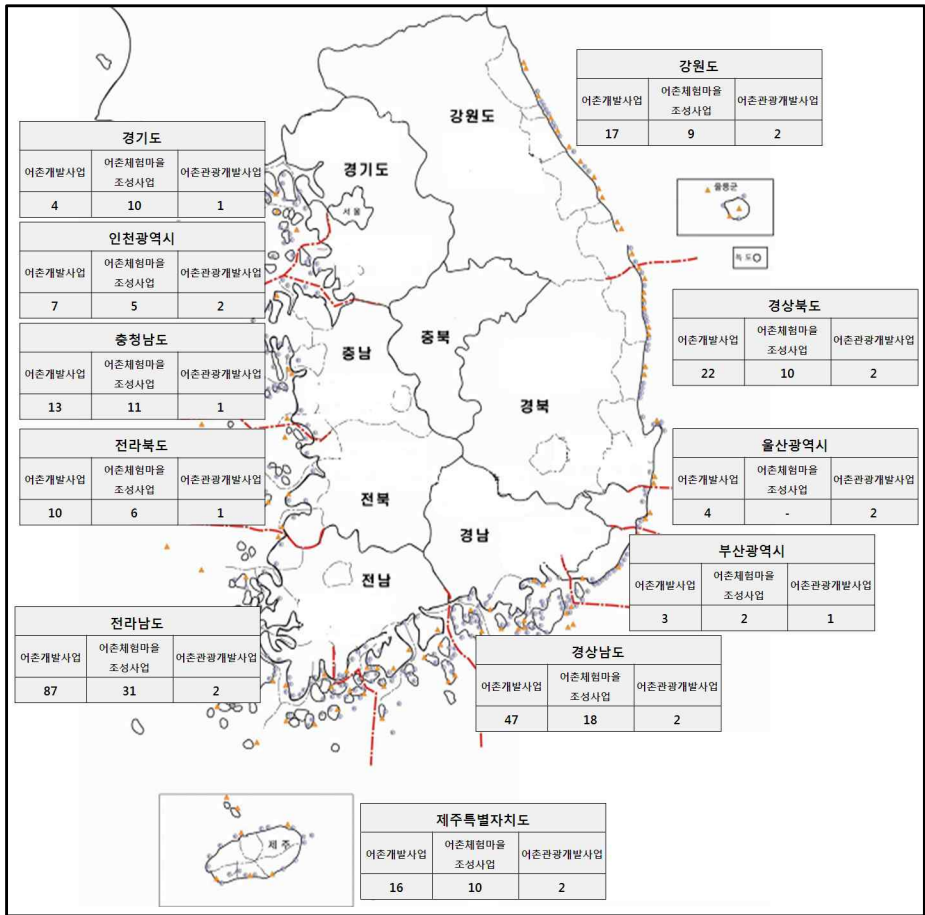 강원도
어촌개발사업 어촌체험마을 조성사업 어촌관광개발사업
17 9 2
경기도
어촌개발사업 어촌체험마을 조성사업 어촌관광개발사업
4 10 1
인천광역시
어촌개발사업 어촌체험마을 조성사업 어촌관광개발사업
7 5 2
충청남도
어촌개발사업 어촌체험마을 조성사업 어촌관광개발사업
13 11 1
전라북도
어촌개발사업 어촌체험마을 조성사업 어촌관광개발사업
10 6 1
전라남도
어촌개발사업 어촌체험마을 조성사업 어촌관광개발사업
87 31 2
강원도
경기도
서울
충남
충북
경북
전북
경남
전남
울릉군
독도
경상북도
어촌개발사업 어촌체험마을 조성사업 어촌관광개발사업
22 10 2
울산광역시
어촌개발사업 어촌체험마을 조성사업 어촌관광개발사업
4 - 2
부산광역시
어촌개발사업 어촌체험마을 조성사업 어촌관광개발사업
3 2 1
경상남도
어촌개발사업 어촌체험마을 조성사업 어촌관광개발사업
47 18 2
제주
제주특별자치도
어촌개발사업 어촌체험마을 조성사업 어촌관광개발사업
16 10 2